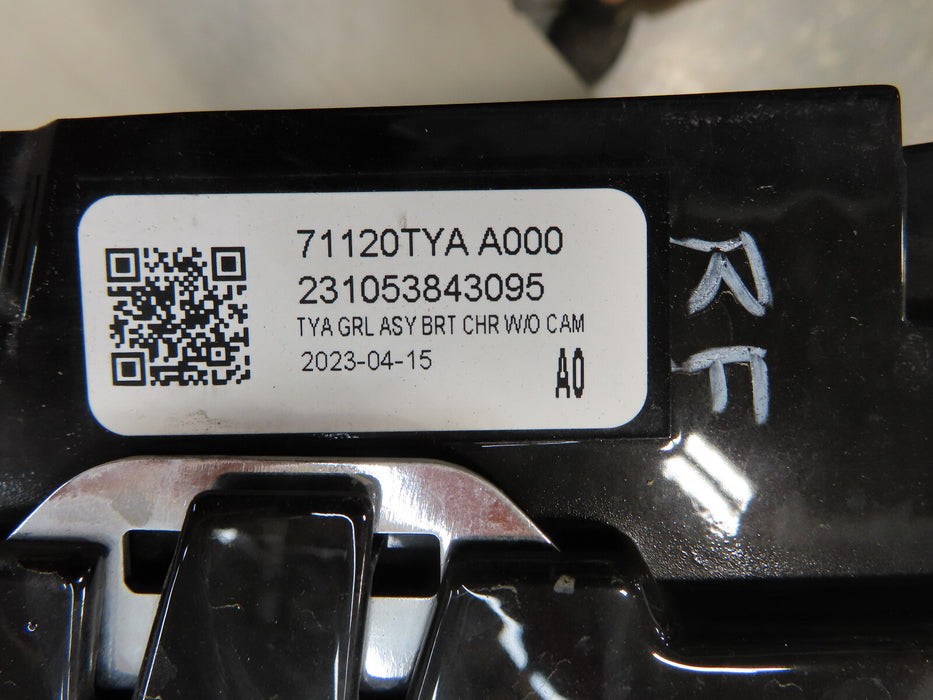 71120TYA A000
231053843095
TYA GRL ASY BRT CHR W/O CAM
2023-04-15
A0
RF